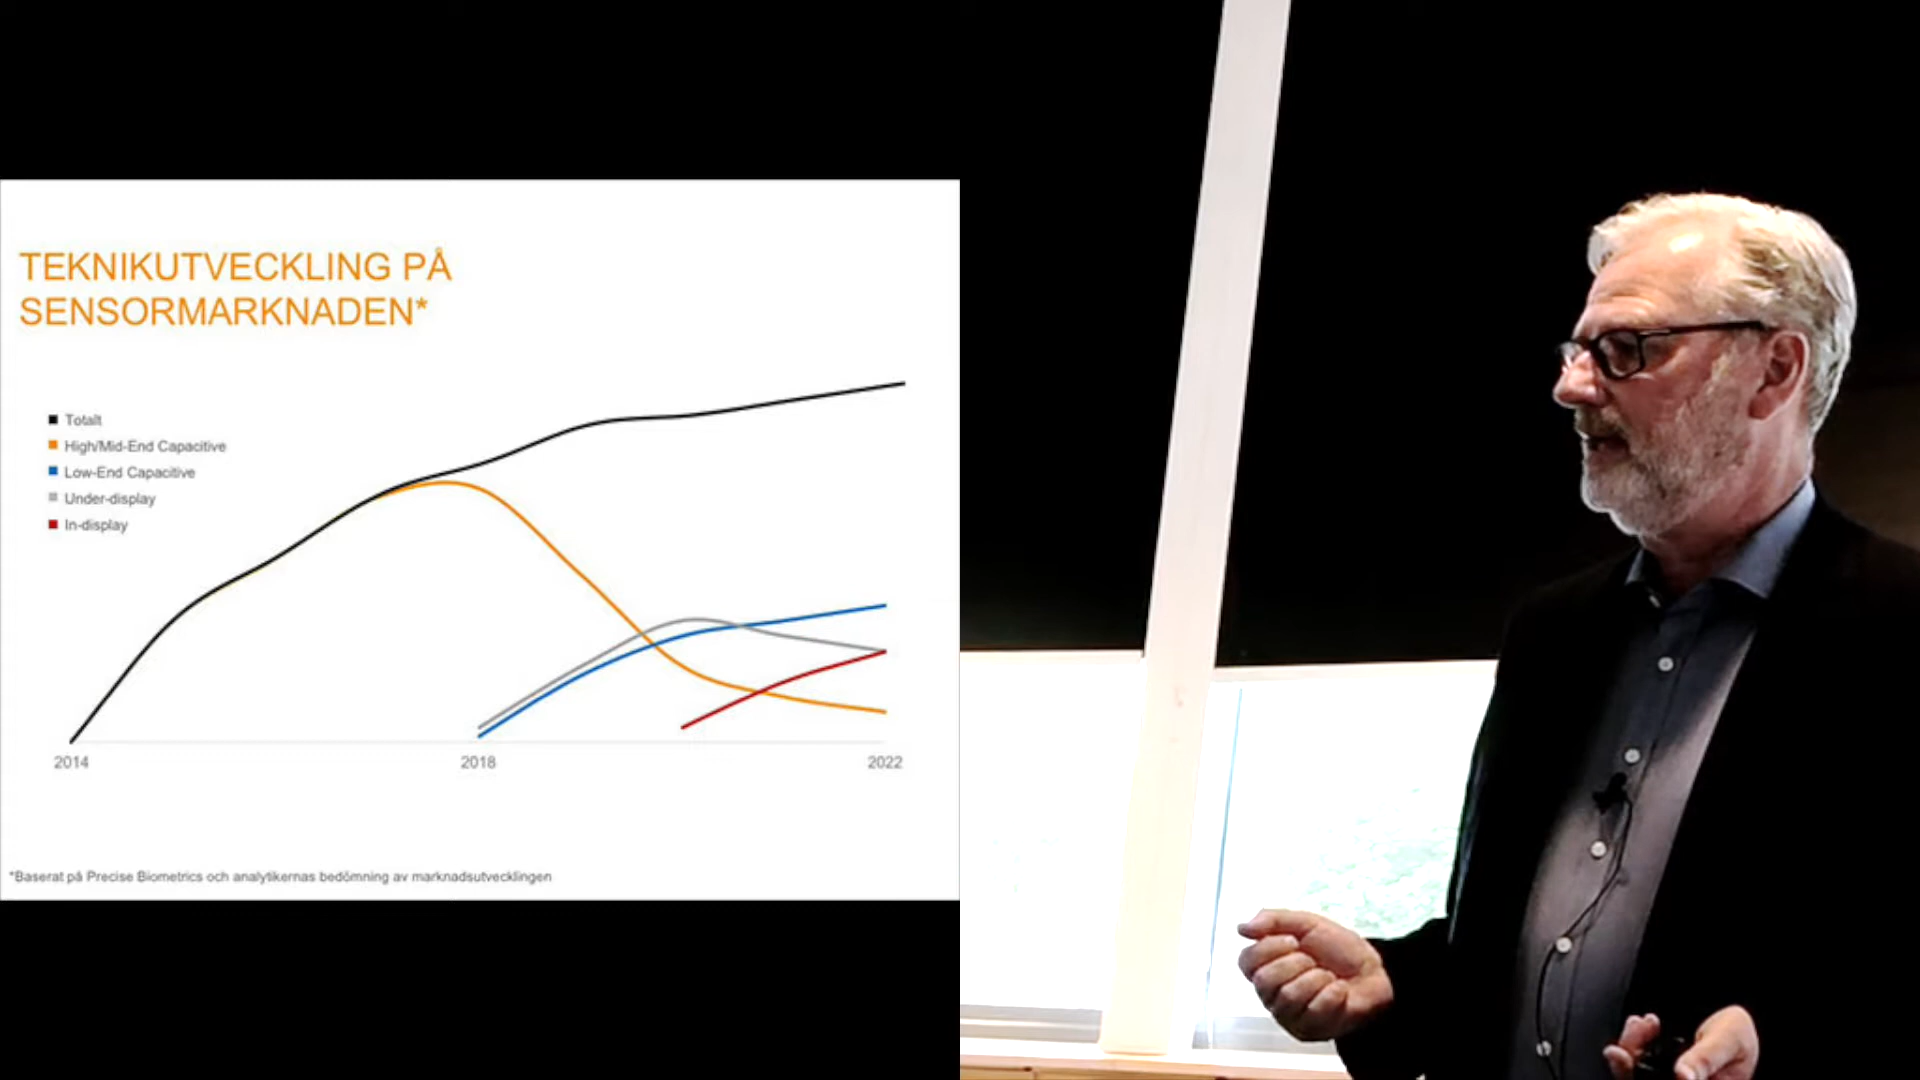 TEKNIKUTVECKLING PÅ
SENSORMARKNADEN*
Totalt
High/Mid-End Capacitive
Low-End Capacitive
Under-display
In-display
2014 2018 2022
*Baserat på Precise Biometrics och analytikernas bedömning av marknadsutvecklingen